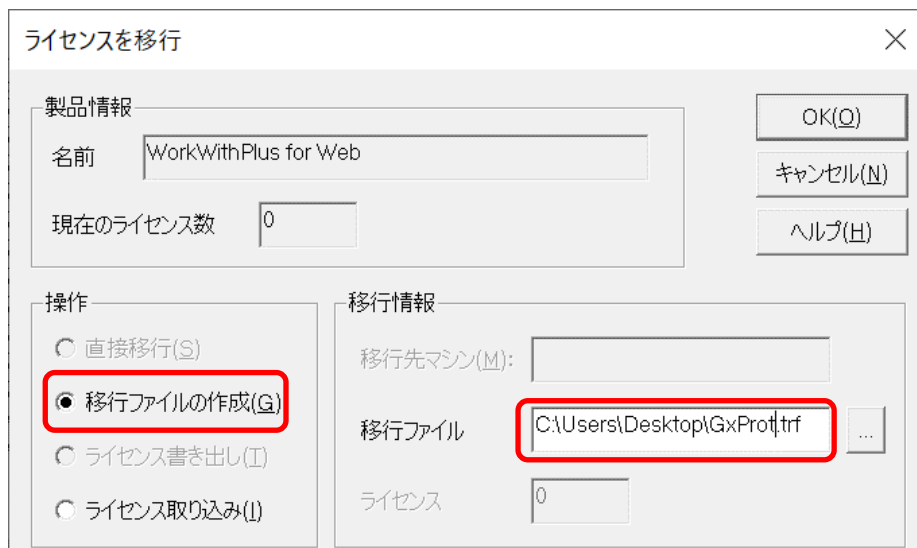 ライセンスを移行
製品情報
名前 WorkWithPlus for Web
現在のライセンス数 0
OK(O)
キャンセル(N)
ヘルプ(H)
操作
直接移行(S)
移行ファイルの作成(G)
ライセンス書き出し(T)
ライセンス取り込み(I)
移行情報
移行先マシン(M):
移行ファイル C:\Users\Desktop\GxProt.trf ...
ライセンス 0